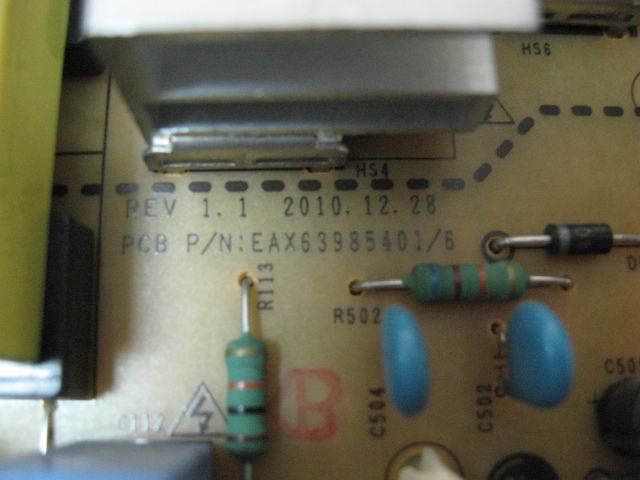 HS6
HS4
REV 1.1 2010.12.28
PCB P/N:EAX63985401/6
R113
R502
C504
C502
B